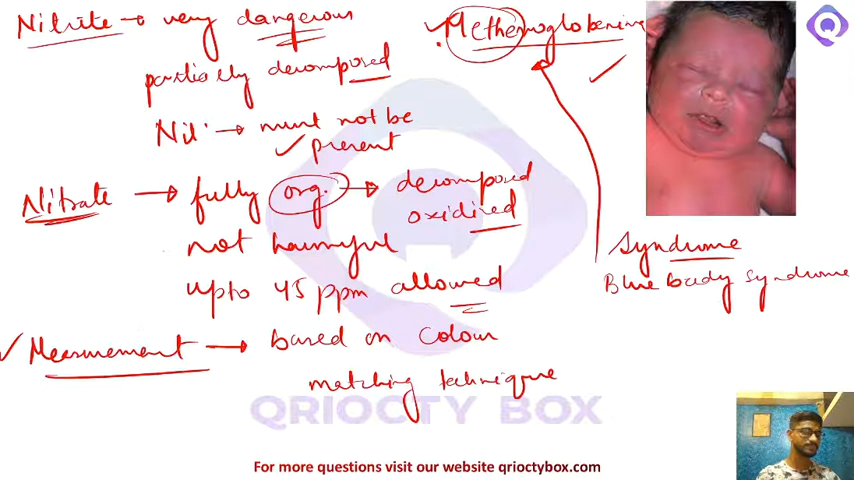 Nitrite → very dangerous
partially decomposed
Nil → must not be
present
Nitrate → fully org. → decomposed
oxidized
not harmful
upto 45 ppm allowed
Measurement → based on colour
matching technique
Methemoglobenine
Syndrome
Blue baby syndrome
QRIOCTY BOX
For more questions visit our website qrioctybox.com